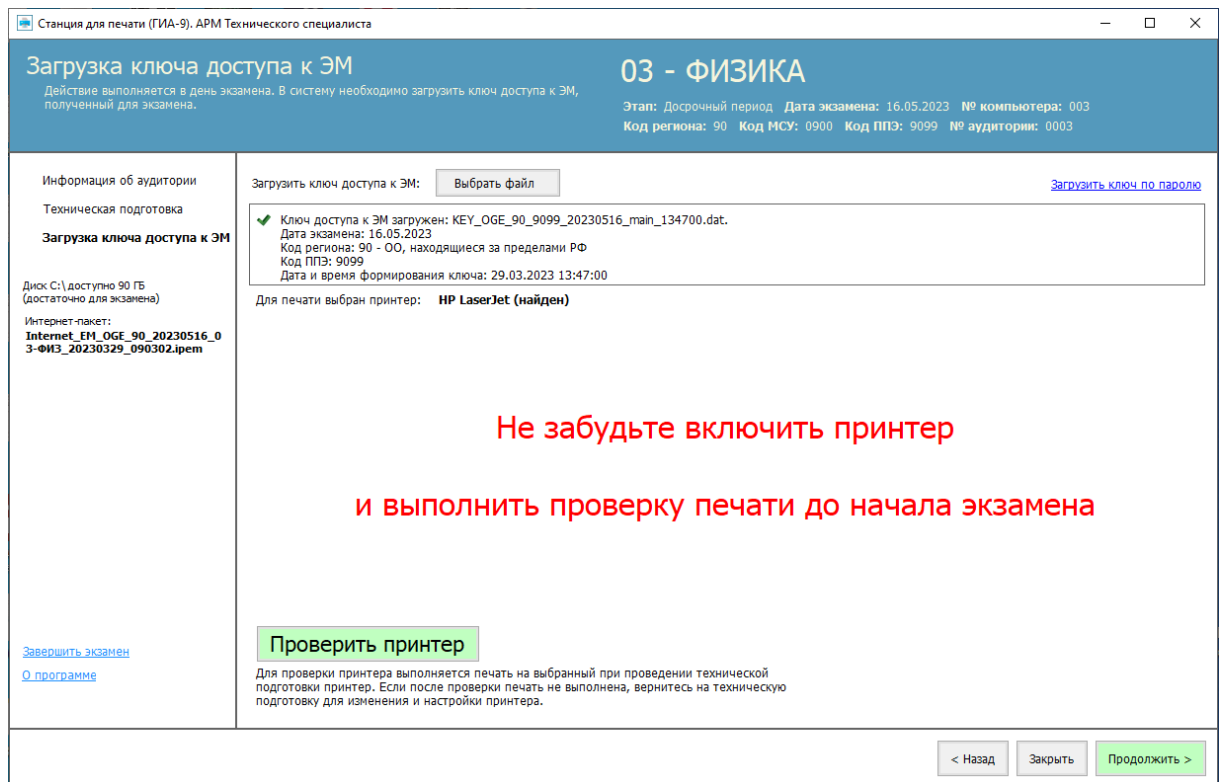 Станция для печати (ГИА-9). АРМ Технического специалиста
Загрузка ключа доступа к ЭМ
Действие выполняется в день экзамена. В систему необходимо загрузить ключ доступа к ЭМ,
полученный для экзамена.
03 - ФИЗИКА
Этап: Досрочный период Дата экзамена: 16.05.2023 № компьютера: 003
Код региона: 90 Код МСУ: 0900 Код ППЭ: 9099 № аудитории: 0003
Информация об аудитории
Техническая подготовка
Загрузка ключа доступа к ЭМ
Диск C:\ доступно 90 ГБ
(достаточно для экзамена)
Интернет-пакет:
Internet_EM_OGE_90_20230516_0
3-ФИЗ_20230329_090302.ipem
Завершить экзамен
О программе
Загрузить ключ доступа к ЭМ: Выбрать файл Загрузить ключ по паролю
Ключ доступа к ЭМ загружен: KEY_OGE_90_9099_20230516_main_134700.dat.
Дата экзамена: 16.05.2023
Код региона: 90 - ОО, находящиеся за пределами РФ
Код ППЭ: 9099
Дата и время формирования ключа: 29.03.2023 13:47:00
Для печати выбран принтер: HP LaserJet (найден)
Не забудьте включить принтер
и выполнить проверку печати до начала экзамена
Проверить принтер
Для проверки принтера выполняется печать на выбранный при проведении технической
подготовки принтер. Если после проверки печать не выполнена, вернитесь на техническую
подготовку для изменения и настройки принтера.
< Назад Закрыть Продолжить >